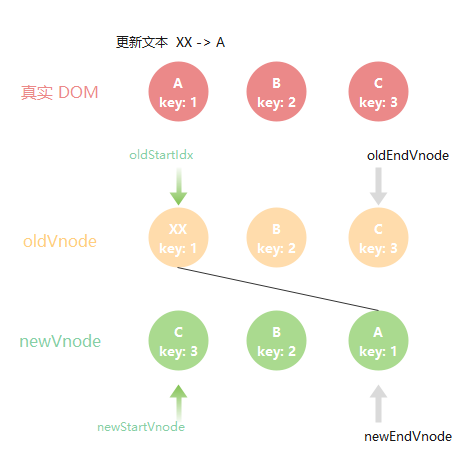 更新文本 XX -> A
真实 DOM
A
key: 1
B
key: 2
C
key: 3
oldStartIdx
oldEndVnode
oldVnode
XX
key: 1
B
key: 2
C
key: 3
newVnode
C
key: 3
B
key: 2
A
key: 1
newStartVnode
newEndVnode